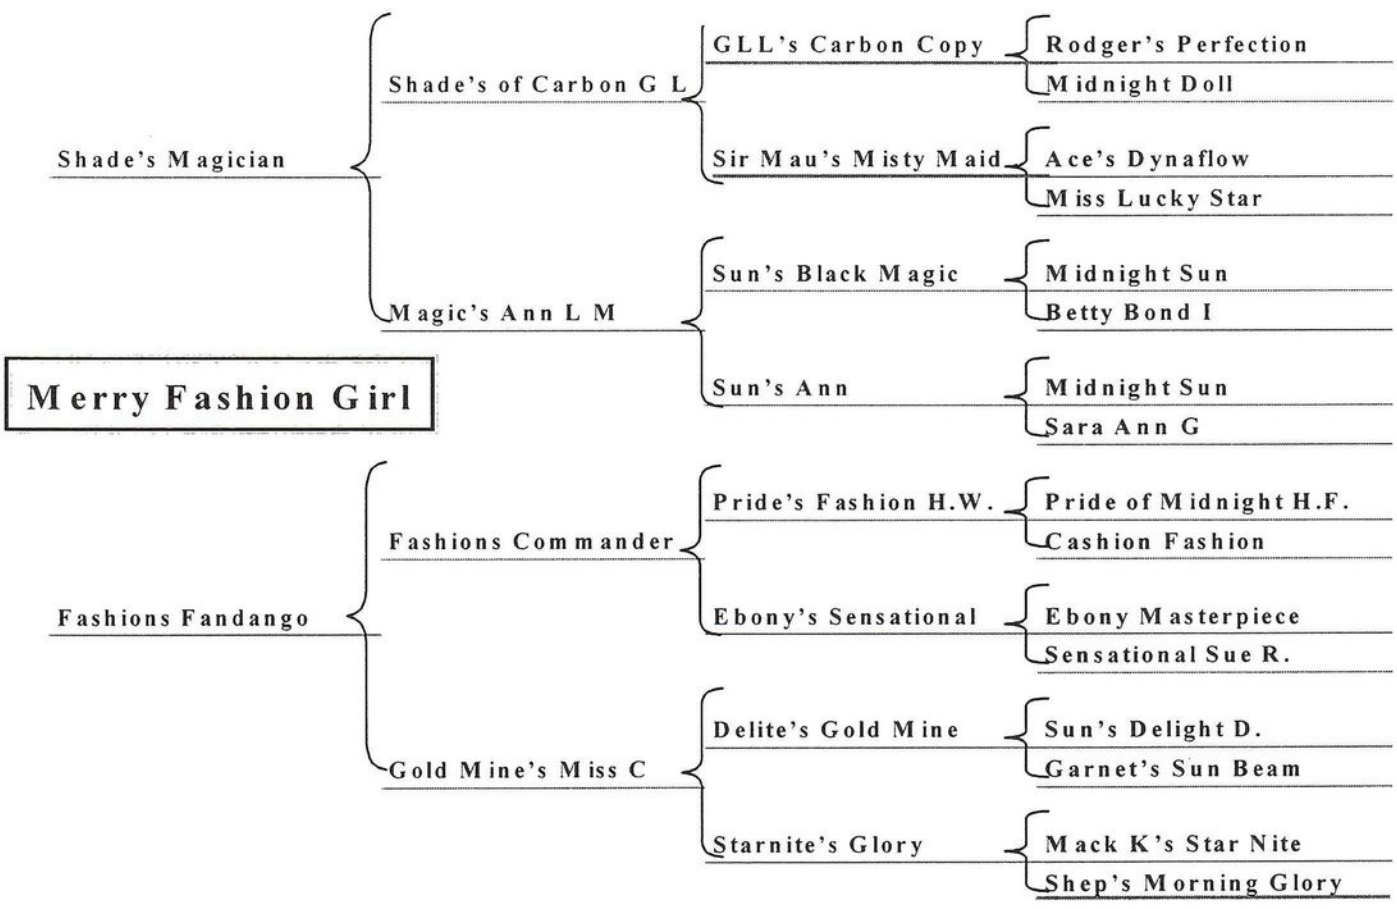 GLL's Carbon Copy
Rodger's Perfection
Shade's of Carbon G L
Midnight Doll
Shade's Magician
Sir Mau's Misty Maid
Ace's Dynaflow
Miss Lucky Star
Sun's Black Magic
Midnight Sun
Magic's Ann L M
Betty Bond I
Merry Fashion Girl
Sun's Ann
Midnight Sun
Sara Ann G
Pride's Fashion H.W.
Pride of Midnight H.F.
Fashions Commander
Cashion Fashion
Fashions Fandango
Ebony's Sensational
Ebony Masterpiece
Sensational Sue R.
Delite's Gold Mine
Sun's Delight D.
Gold Mine's Miss C
Garnet's Sun Beam
Starnite's Glory
Mack K's Star Nite
Shep's Morning Glory